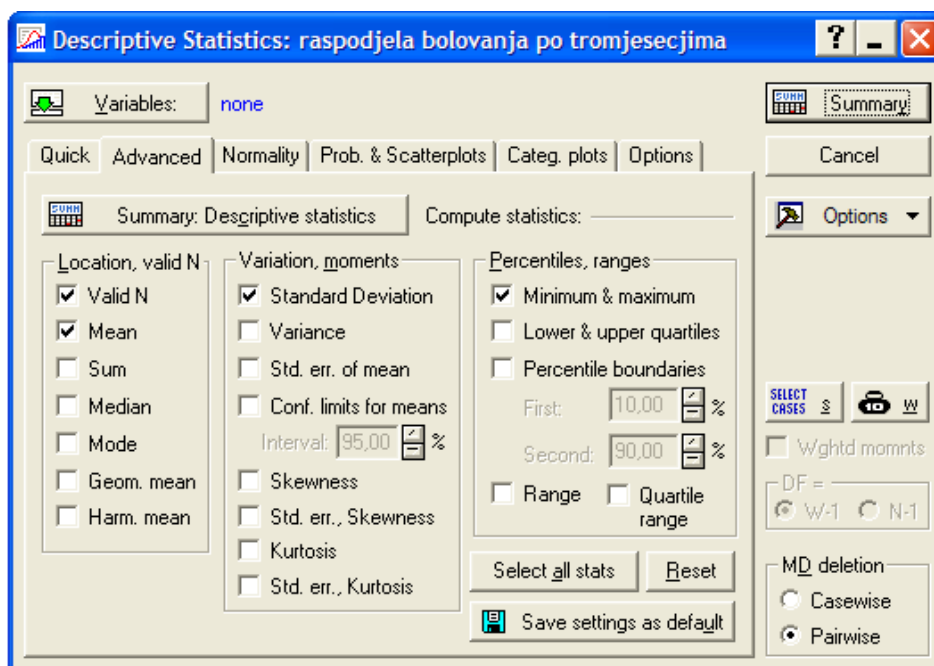 Descriptive Statistics: raspodjela bolovanja po tromjesecjima
Variables: none
Summary
Cancel
Options
Quick Advanced Normality Prob. & Scatterplots Categ. plots Options
SUMM Summary: Descriptive statistics Compute statistics:
Location, valid N
Valid N
Mean
Sum
Median
Mode
Geom. mean
Harm. mean
Variation, moments
Standard Deviation
Variance
Std. err. of mean
Conf. limits for means
Interval: 95,00 %
Skewness
Std. err., Skewness
Kurtosis
Std. err., Kurtosis
Percentiles, ranges
Minimum & maximum
Lower & upper quartiles
Percentile boundaries
First: 10,00 %
Second: 90,00 %
Range
Quartile
range
Select all stats Reset
Save settings as default
SELECT
CASES S W
Wghtd momnts
DF =
W-1 N-1
MD deletion
Casewise
Pairwise